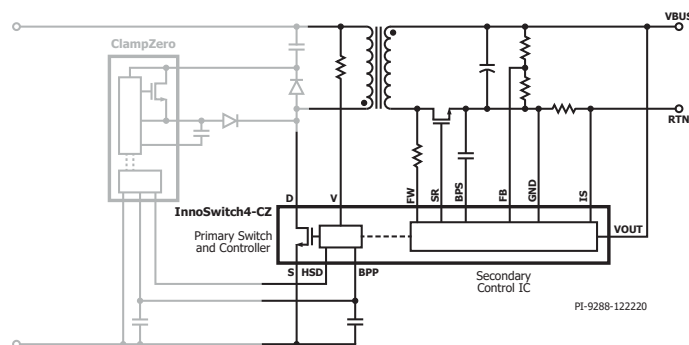 VBUS
ClampZero
RTN
D
V
FW
SR
BPS
FB
GND
IS
InnoSwitch4-CZ
Primary Switch
and Controller
VOUT
S
HSD
BPP
Secondary
Control IC
PI-9288-122220